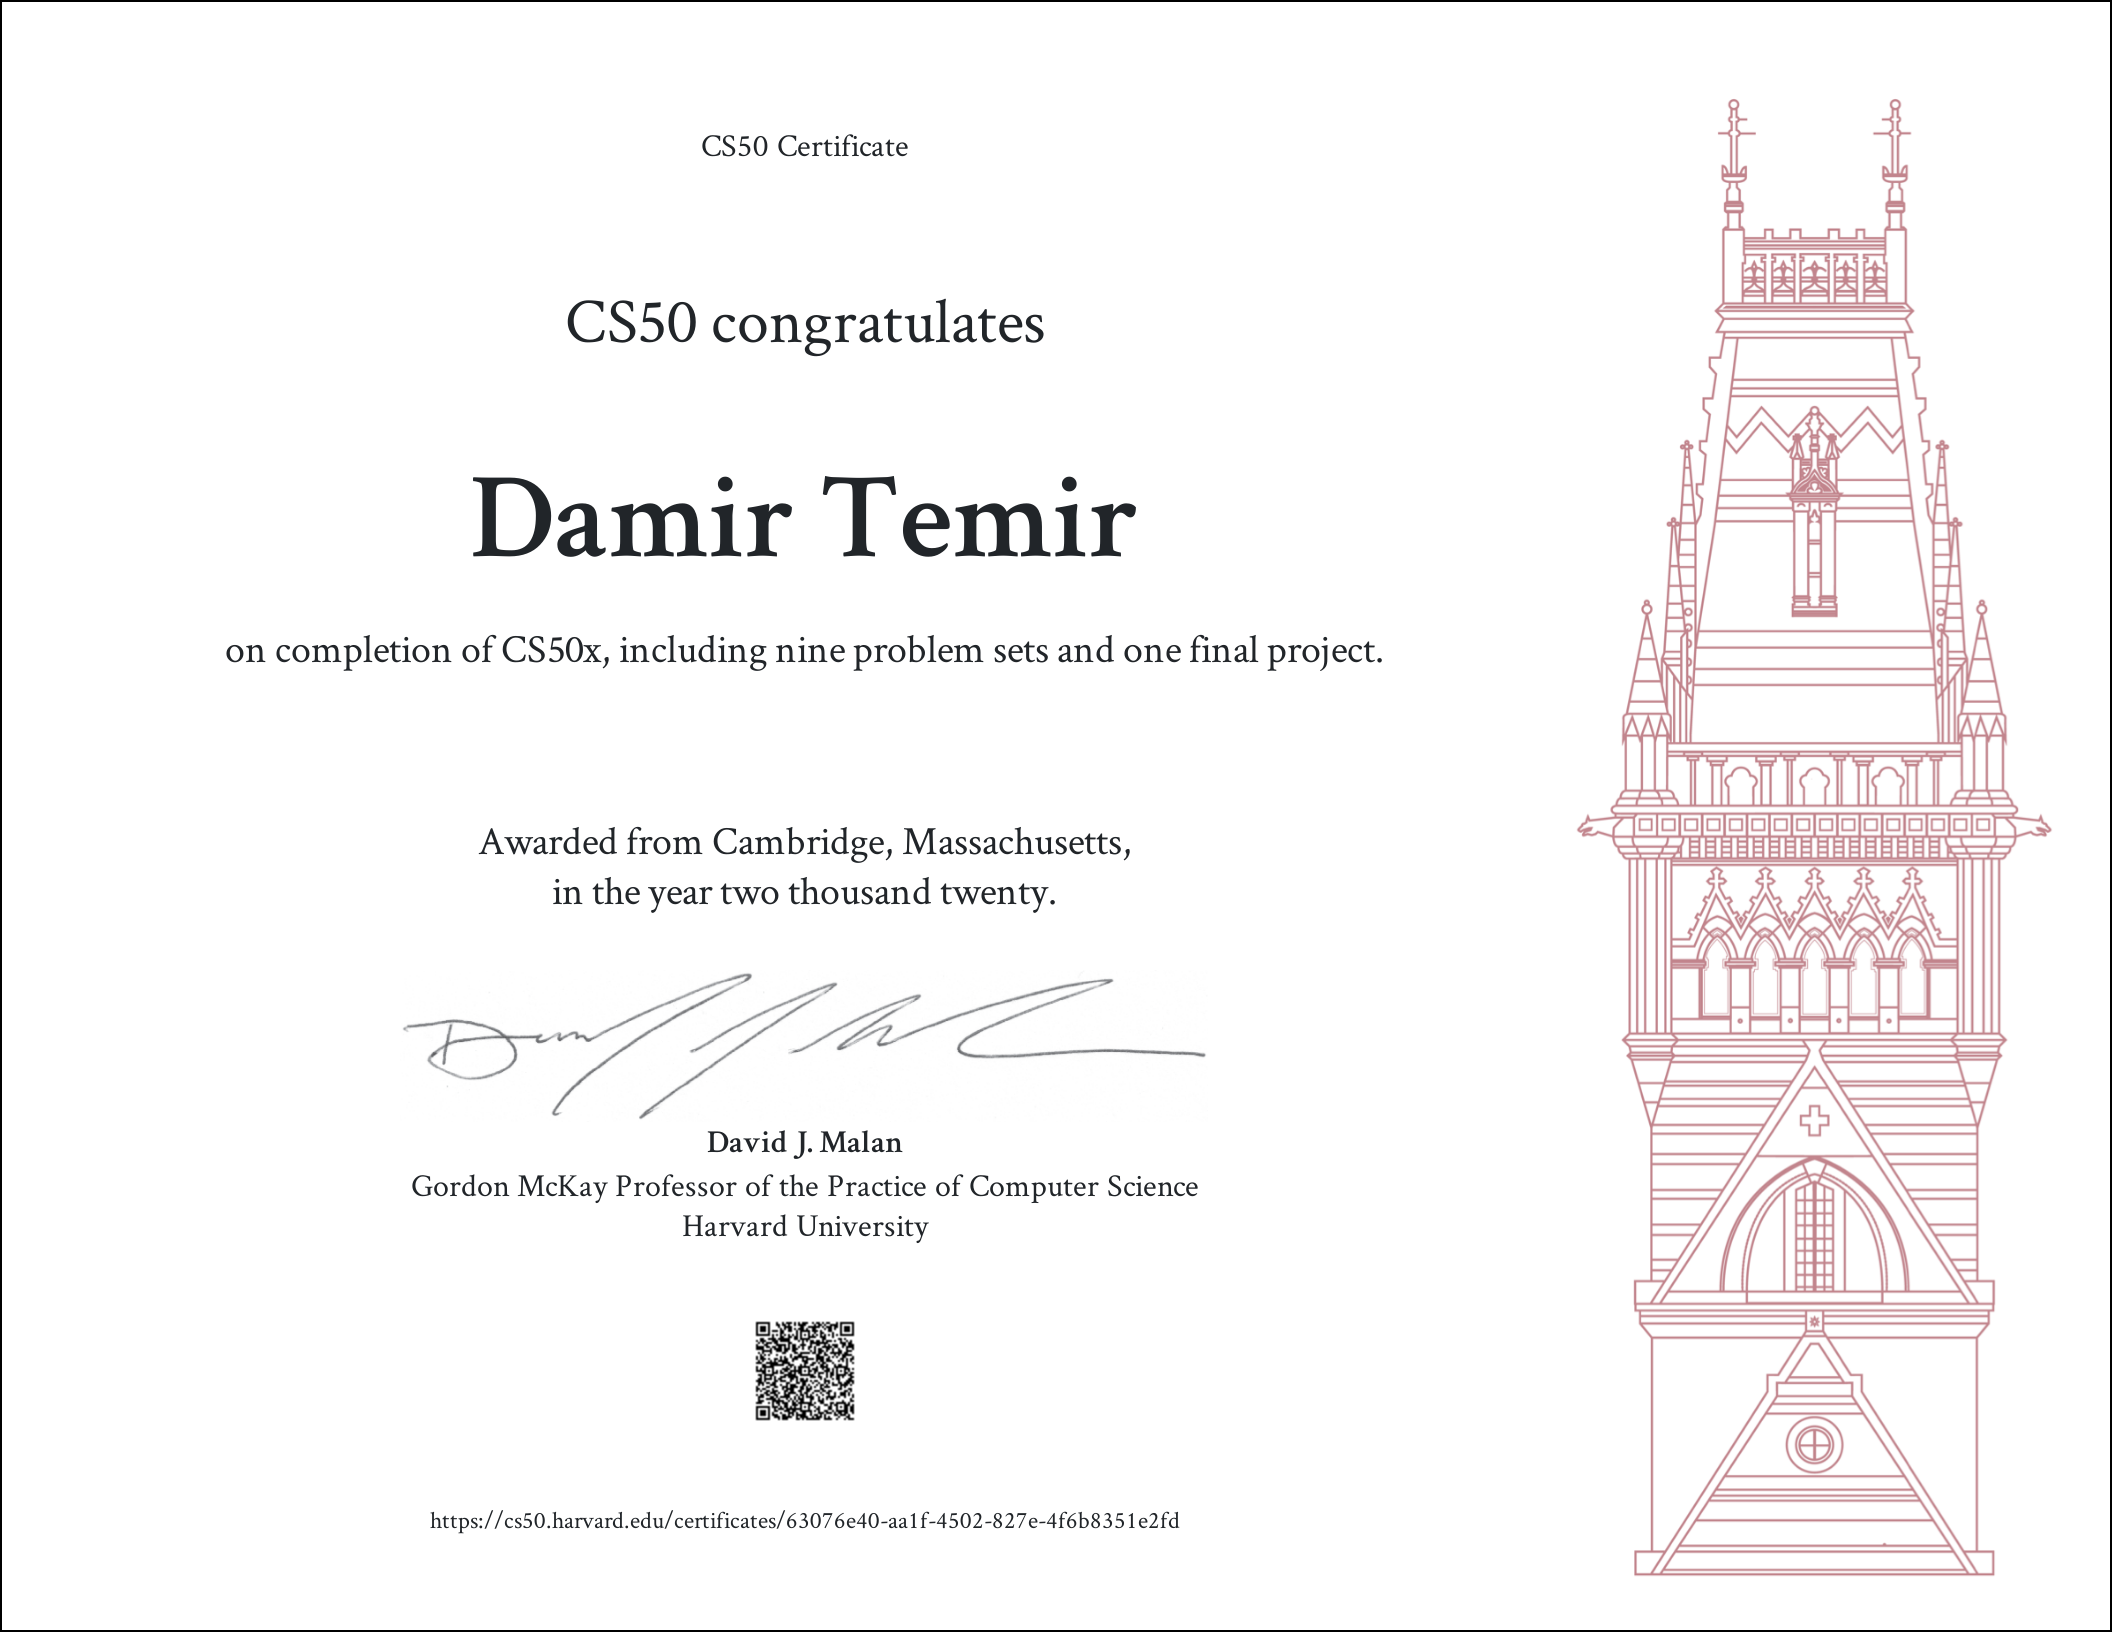 CS50 Certificate
CS50 congratulates
Damir Temir
on completion of CS50x, including nine problem sets and one final project.
Awarded from Cambridge, Massachusetts,
in the year two thousand twenty.
David J. Malan
Gordon McKay Professor of the Practice of Computer Science
Harvard University
https://cs50.harvard.edu/certificates/63076e40-aa1f-4502-827e-4f6b8351e2fd